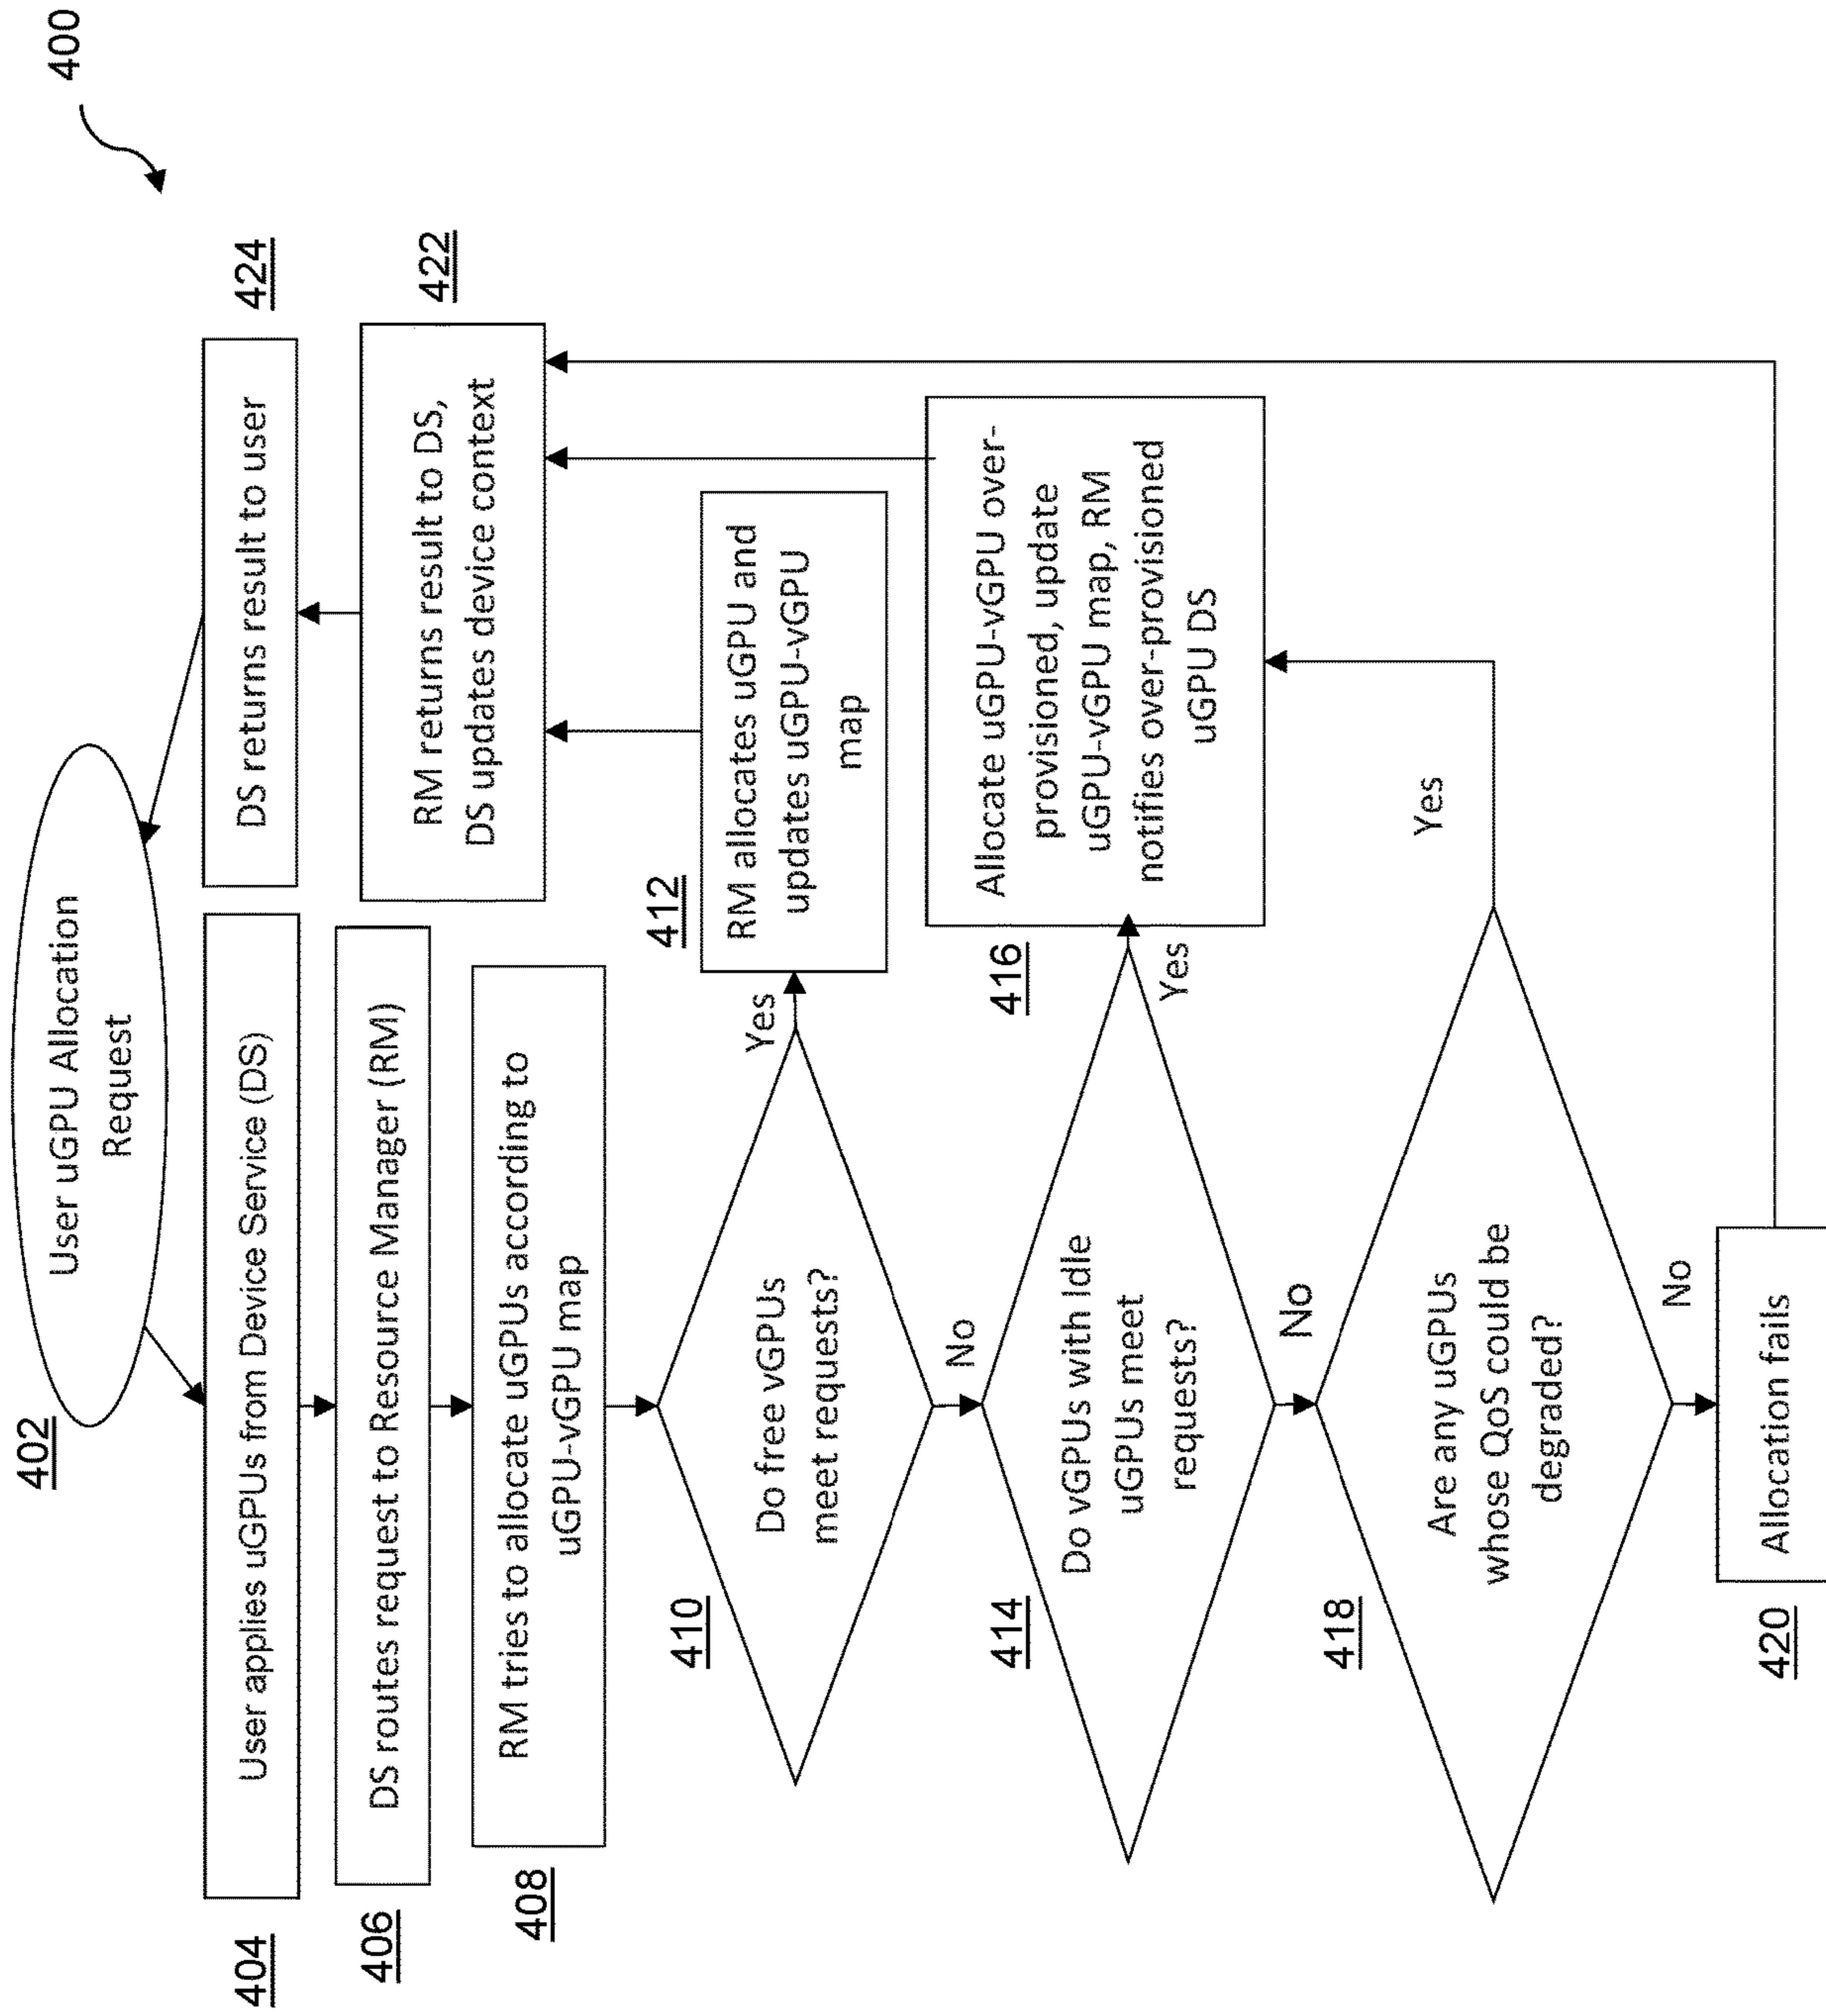 400
402
User uGPU Allocation
Request
404
User applies uGPUs from Device Service (DS)
424
DS returns result to user
406
DS routes request to Resource Manager (RM)
422
RM returns result to DS,
DS updates device context
408
RM tries to allocate uGPUs according to
uGPU-vGPU map
410
Do free vGPUs
meet requests?
Yes
412
RM allocates uGPU and
updates uGPU-vGPU
map
No
414
Do vGPUs with Idle
uGPUs meet
requests?
Yes
416
Allocate uGPU-vGPU over-
provisioned, update
uGPU-vGPU map, RM
notifies over-provisioned
uGPU DS
No
418
Are any uGPUs
whose QoS could be
degraded?
Yes
No
420
Allocation fails